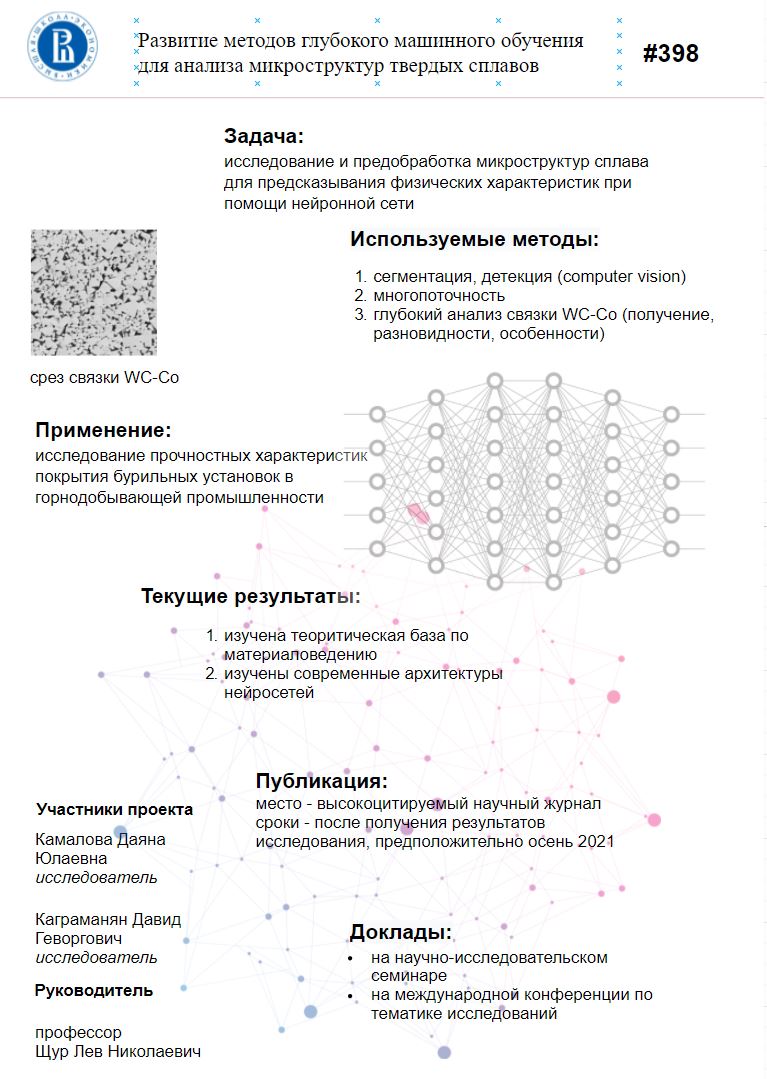 ВЫСШАЯ ШКОЛА ЭКОНОМИКИ
Развитие методов глубокого машинного обучения
для анализа микроструктур твердых сплавов
#398
Задача:
исследование и предобработка микроструктур сплава
для предсказывания физических характеристик при
помощи нейронной сети
Используемые методы:
1. сегментация, детекция (computer vision)
2. многопоточность
3. глубокий анализ связки WC-Co (получение,
разновидности, особенности)
срез связки WC-Co
Применение:
исследование прочностных характеристик
покрытия бурильных установок в
горнодобывающей промышленности
Текущие результаты:
1. изучена теоритическая база по
материаловедению
2. изучены современные архитектуры
нейросетей
Публикация:
место - высокоцитируемый научный журнал
сроки - после получения результатов
исследования, предположительно осень 2021
Участники проекта
Камалова Даяна
Юлаевна
исследователь
Каграманян Давид
Геворгович
исследователь
Руководитель
профессор
Щур Лев Николаевич
Доклады:
• на научно-исследовательском
семинаре
• на международной конференции по
тематике исследований